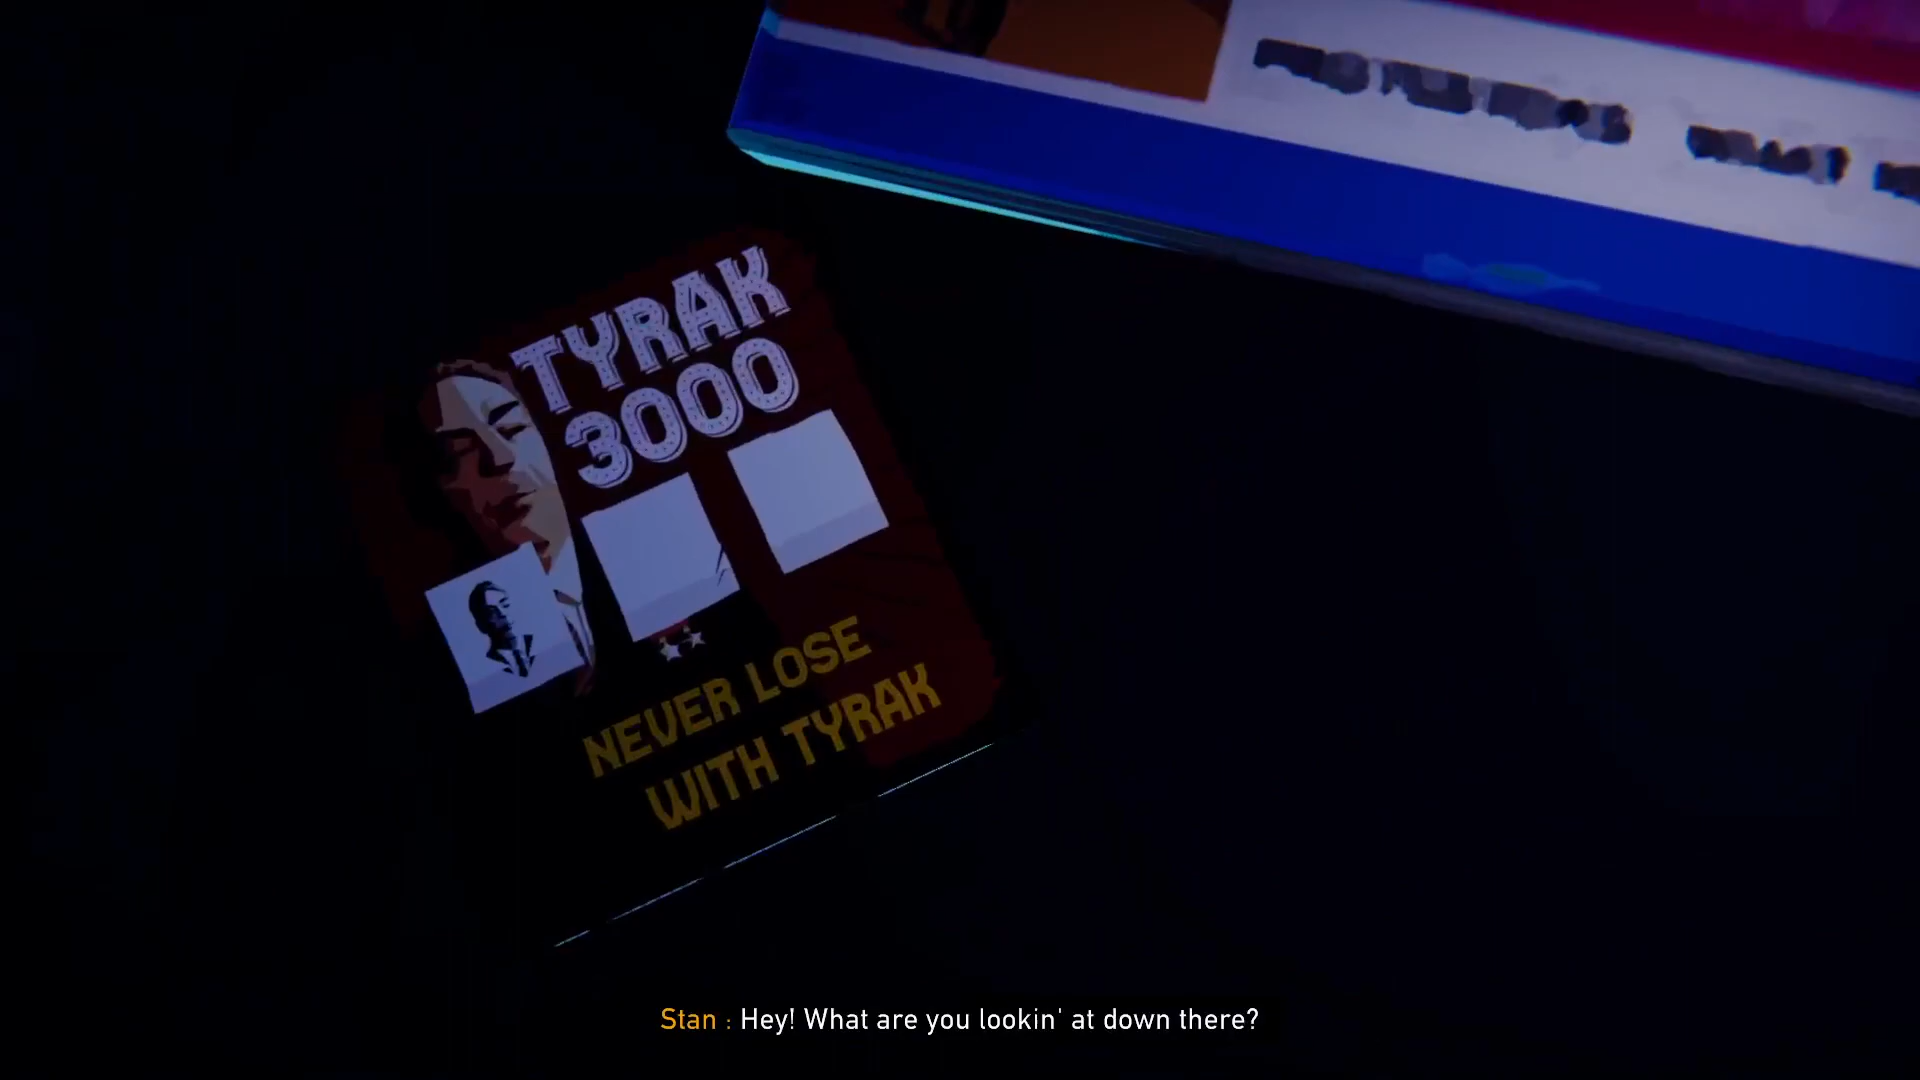 TYRAK
3000
NEVER LOSE
WITH TYRAK
Stan : Hey! What are you lookin' at down there?